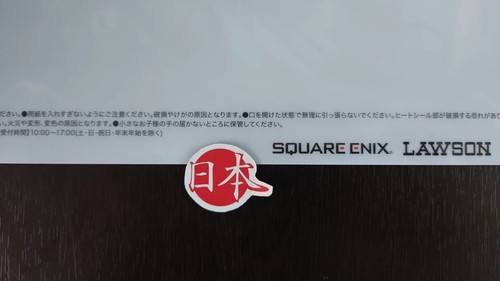 ださい。●用紙を入れすぎないようにご注意ください。破損やけがの原因となります。●口を開けた状態で無理に引っ張らないでください。ヒートシール部が破損する恐れがあり
い。火災や変形、変色の原因となります。●小さなお子様の手の届かないところに保管してください。
受付時間】10:00~17:00(土・日・祝日・年末年始を除く)
SQUARE ENIX® LAWSON
日本